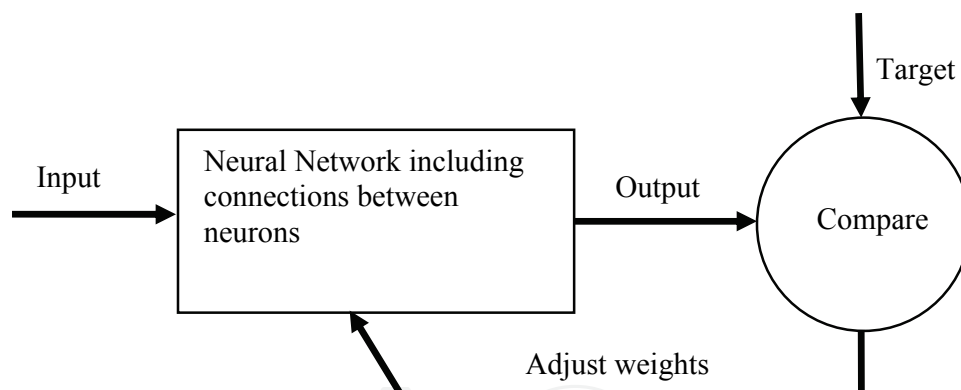 Target
Input
Neural Network including
connections between
neurons
Output
Compare
Adjust weights